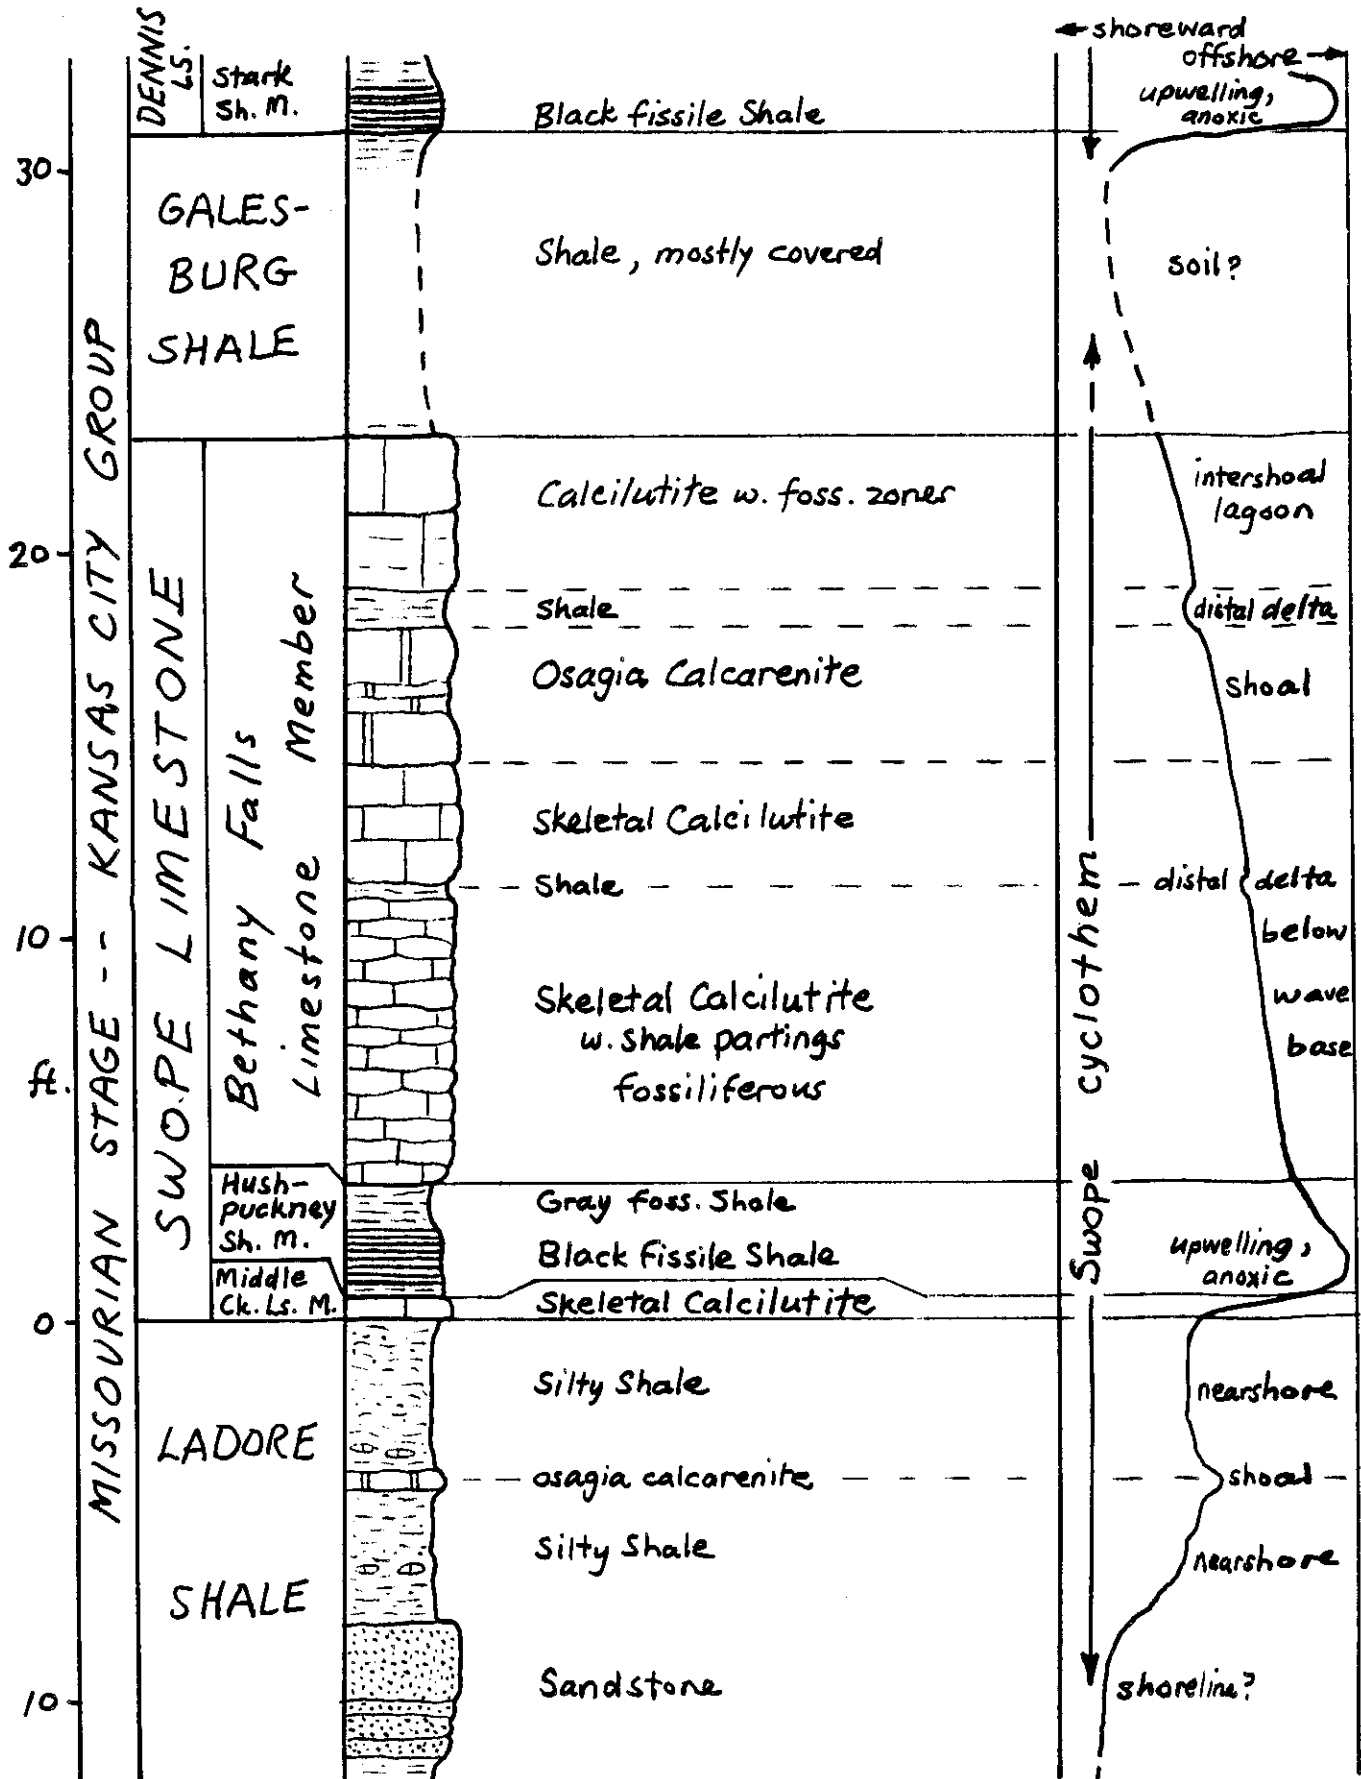 ← shoreward
offshore →
DENNIS
LS.
Stark
Sh. M.
Black fissile Shale
upwelling,
anoxic
30
GALES-
BURG
SHALE
Shale, mostly covered
soil?
MISSOURIAN STAGE -- KANSAS CITY GROUP
SWOPE LIMESTONE
Bethany Falls
Limestone Member
Calcilutite w. foss. zones
intershoal
lagoon
20
Shale
distal delta
Osagia Calcarenite
Shoal
Skeletal Calcilutite
Shale
distal delta
10
below
wave
base
Skeletal Calcilutite
w. shale partings
fossiliferous
ft.
Swope cyclothem
Hush-
puckney
Sh. M.
Gray foss. Shale
Black Fissile Shale
upwelling,
anoxic
Middle
Ck. Ls. M.
Skeletal Calcilutite
0
LADORE
SHALE
Silty Shale
nearshore
osagia calcarenite
shoal
Silty Shale
nearshore
Sandstone
shoreline?
10